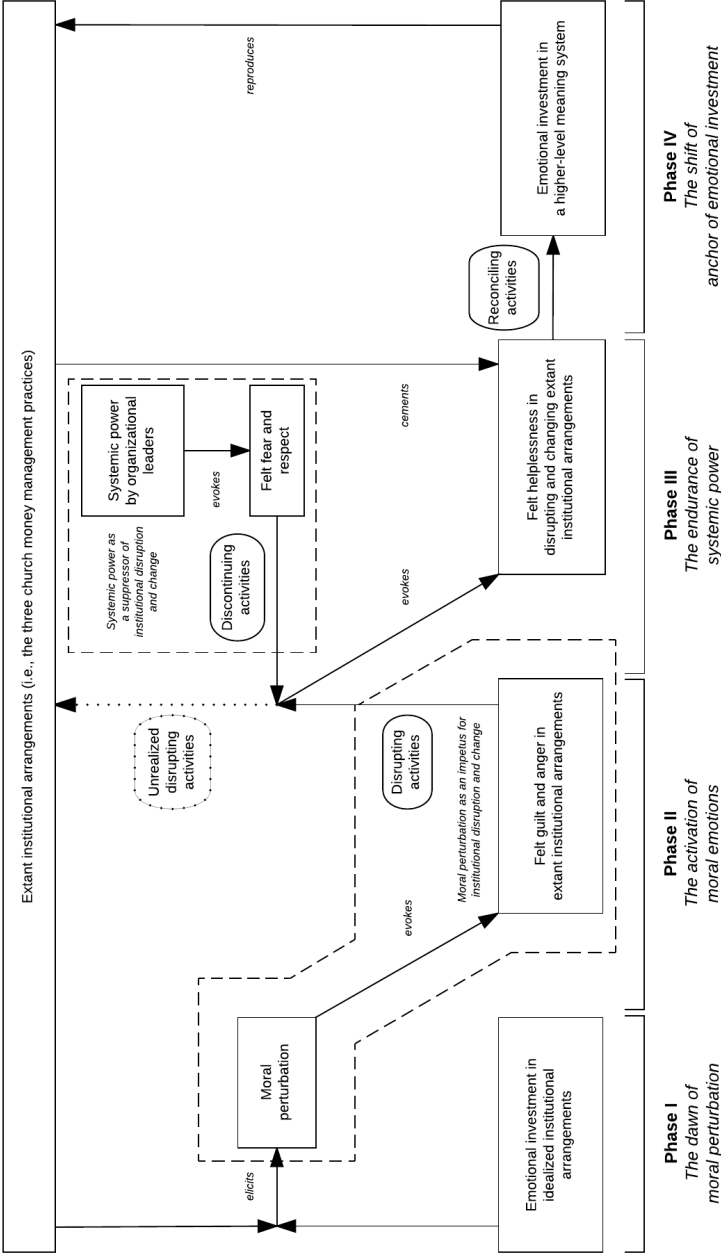 Extant institutional arrangements (i.e., the three church money management practices)
elicits
Moral
perturbation
Emotional investment in
idealized institutional
arrangements
evokes
Moral perturbation as an impetus for
institutional disruption and change
Felt guilt and anger in
extant institutional arrangements
Disrupting
activities
Unrealized
disrupting
activities
Systemic power as
a suppressor of
institutional disruption
and change
Systemic power
by organizational
leaders
evokes
Felt fear and
respect
Discontinuing
activities
evokes
cements
Felt helplessness in
disrupting and changing extant
institutional arrangements
Reconciling
activities
Emotional investment in
a higher-level meaning system
reproduces
Phase I
The dawn of
moral perturbation
Phase II
The activation of
moral emotions
Phase III
The endurance of
systemic power
Phase IV
The shift of
anchor of emotional investment